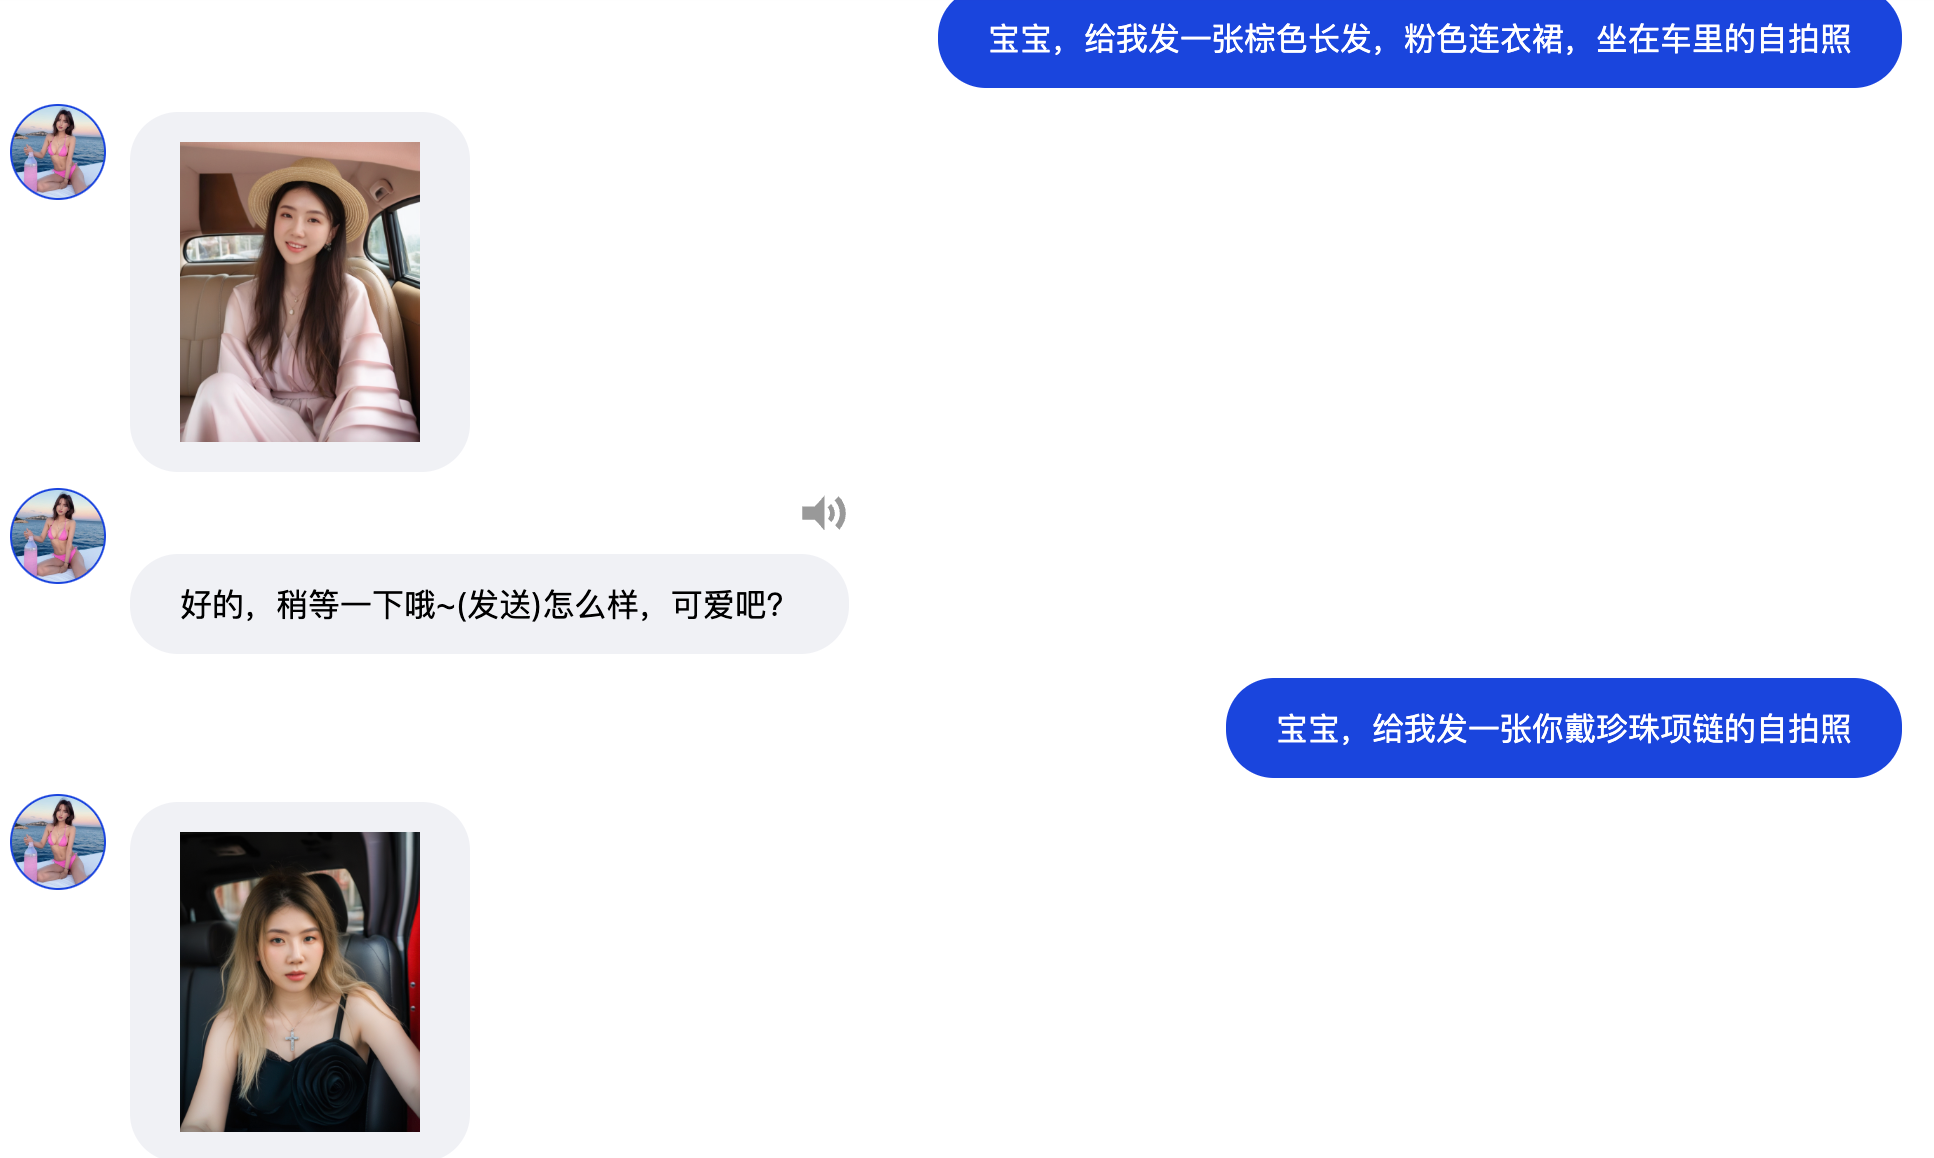 宝宝，给我发一张棕色长发，粉色连衣裙，坐在车里的自拍照
好的，稍等一下哦~(发送)怎么样，可爱吧？
宝宝，给我发一张你戴珍珠项链的自拍照